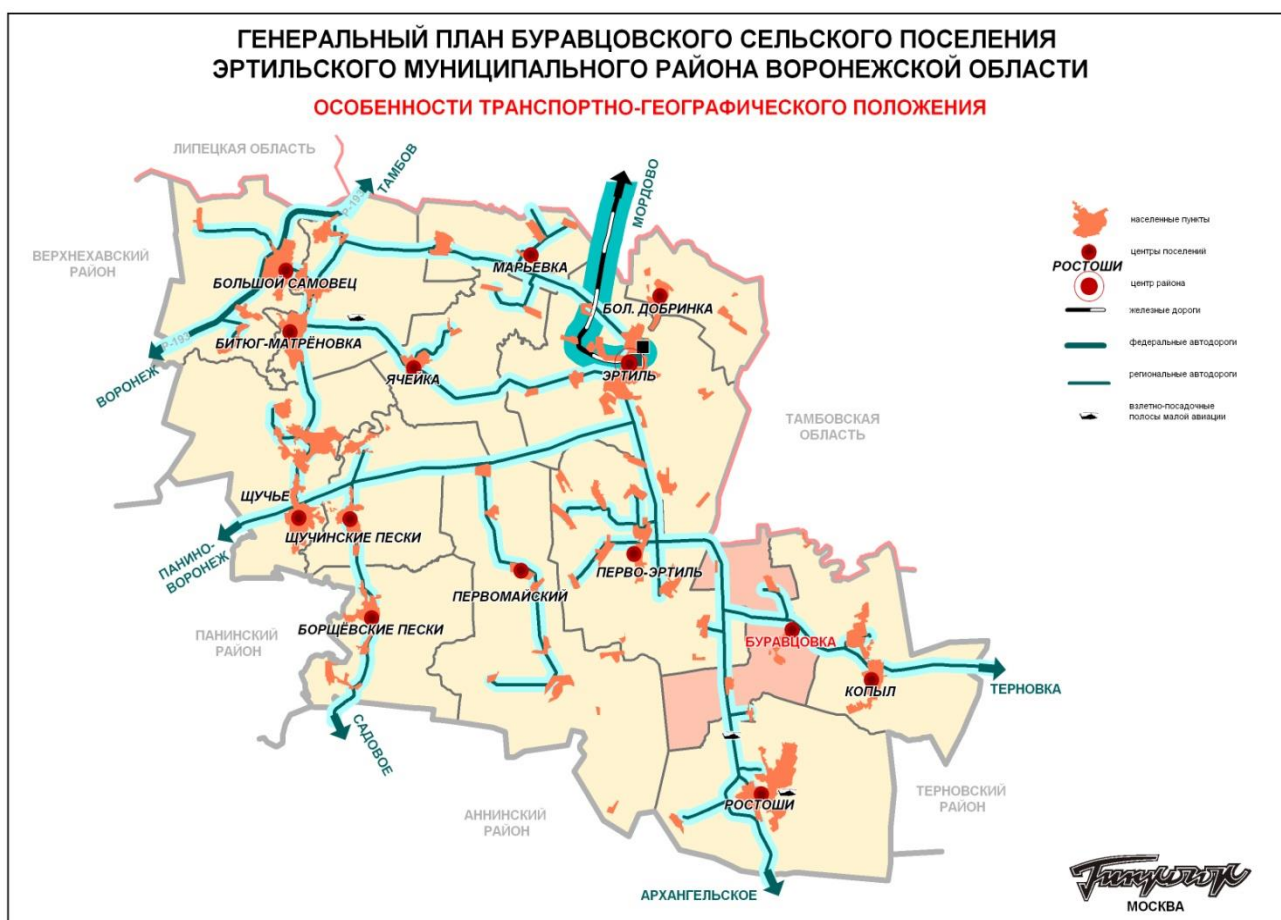 ГЕНЕРАЛЬНЫЙ ПЛАН БУРАВЦОВСКОГО СЕЛЬСКОГО ПОСЕЛЕНИЯ
ЭРТИЛЬСКОГО МУНИЦИПАЛЬНОГО РАЙОНА ВОРОНЕЖСКОЙ ОБЛАСТИ
ОСОБЕННОСТИ ТРАНСПОРТНО-ГЕОГРАФИЧЕСКОГО ПОЛОЖЕНИЯ
ЛИПЕЦКАЯ ОБЛАСТЬ
ТАМБОВ
Р-193
МОРДОВО
ВЕРХНЕХАВСКИЙ
РАЙОН
МАРЬЕВКА
БОЛЬШОЙ САМОВЕЦ
БОЛ. ДОБРИНКА
Р-193
БИТЮГ-МАТРЁНОВКА
ВОРОНЕЖ
ЯЧЕЙКА
ЭРТИЛЬ
ТАМБОВСКАЯ
ОБЛАСТЬ
ЩУЧЬЕ
ЩУЧИНСКИЕ ПЕСКИ
ПАНИНО-
ВОРОНЕЖ
ПЕРВО-ЭРТИЛЬ
ПЕРВОМАЙСКИЙ
БОРЩЁВСКИЕ ПЕСКИ
ПАНИНСКИЙ
РАЙОН
БУРАВЦОВКА
КОПЫЛ
ТЕРНОВКА
САДОВОЕ
РОСТОШИ
АННИНСКИЙ
РАЙОН
ТЕРНОВСКИЙ
РАЙОН
АРХАНГЕЛЬСКОЕ
населенные пункты
центры поселений
РОСТОШИ
центр района
железные дороги
федеральные автодороги
региональные автодороги
взлетно-посадочные
полосы малой авиации
Гипрогор
МОСКВА